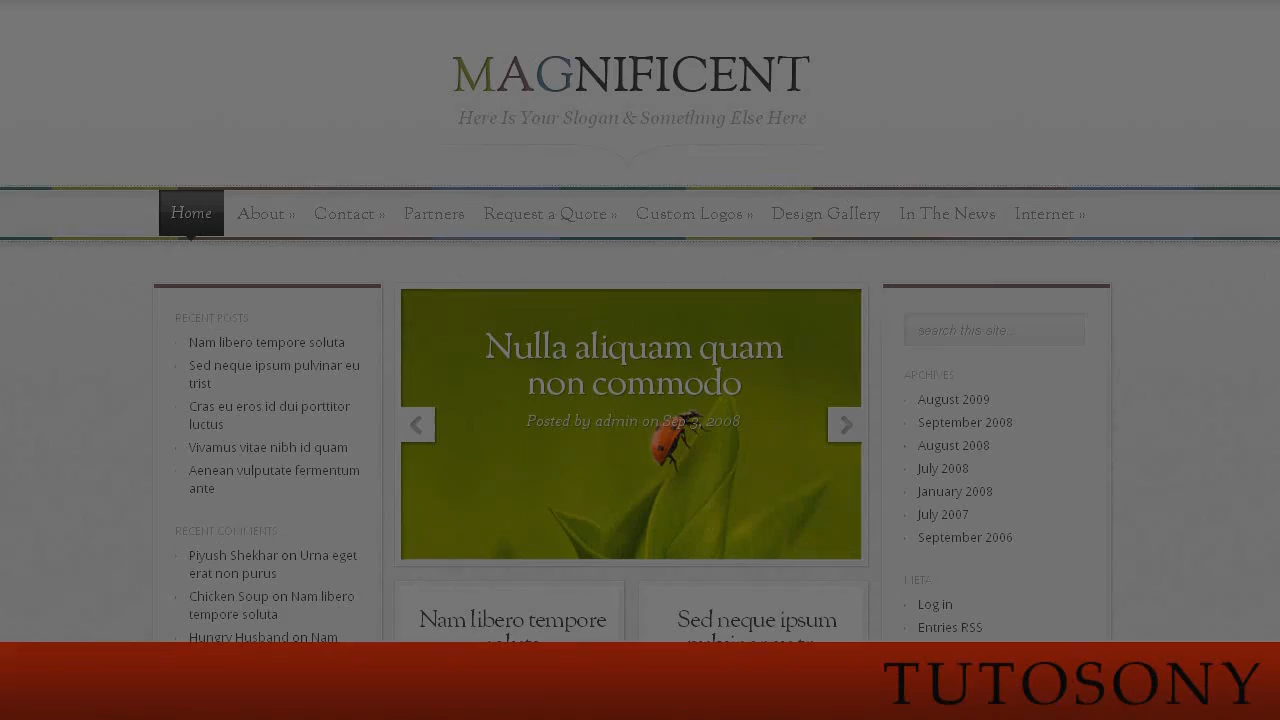 MAGNIFICENT
Here Is Your Slogan & Something Else Here
Home About » Contact » Partners Request a Quote » Custom Logos » Design Gallery In The News Internet »
RECENT POSTS
Nam libero tempore soluta
Sed neque ipsum pulvinar eu
trist
Cras eu eros id dui porttitor
luctus
Vivamus vitae nibh id quam
Aenean vulputate fermentum
ante
RECENT COMMENTS
Piyush Shekhar on Urna eget
erat non purus
Chicken Soup on Nam libero
tempore soluta
Hungry Husband on Nam
Nulla aliquam quam
non commodo
Posted by admin on Sep 3, 2008
Nam libero tempore
Sed neque ipsum
search this site...
ARCHIVES
August 2009
September 2008
August 2008
July 2008
January 2008
July 2007
September 2006
META
Log in
Entries RSS
TUTOSONY